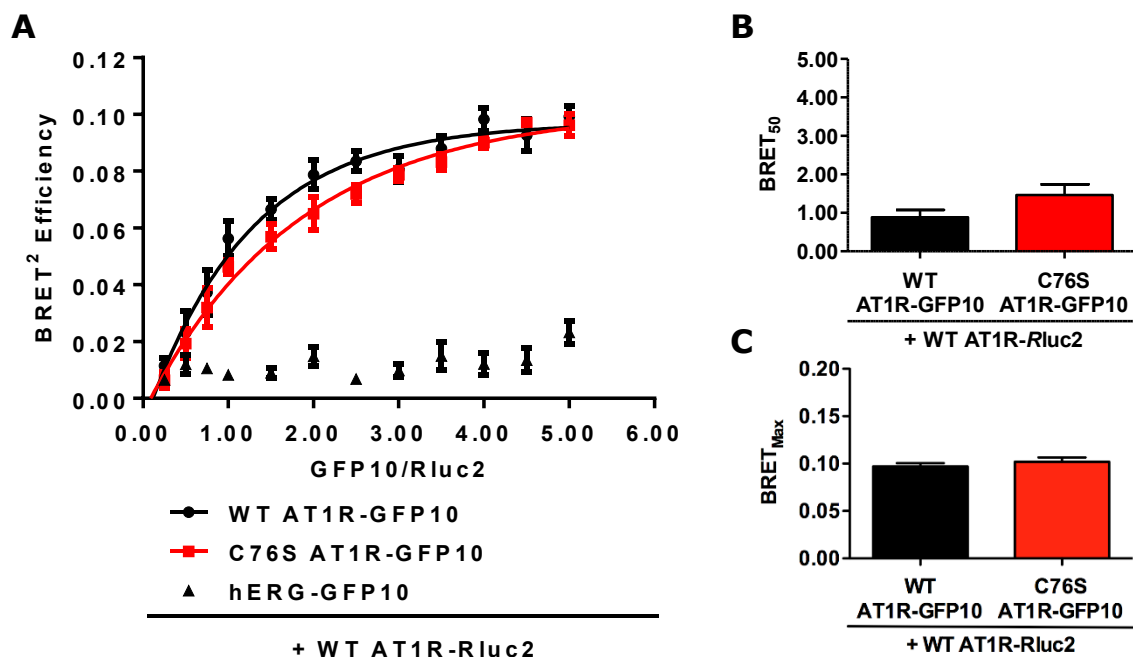 A
BRET² Efficiency
0.12
0.10
0.08
0.06
0.04
0.02
0.00
0.00 1.00 2.00 3.00 4.00 5.00 6.00
GFP10/Rluc2
WT AT1R-GFP10
C76S AT1R-GFP10
hERG-GFP10
+ WT AT1R-Rluc2
B
BRET50
5.00
4.00
3.00
2.00
1.00
0.00
WT C76S
AT1R-GFP10 AT1R-GFP10
+ WT AT1R-Rluc2
C
BRETMax
0.20
0.15
0.10
0.05
0.00
WT C76S
AT1R-GFP10 AT1R-GFP10
+ WT AT1R-Rluc2